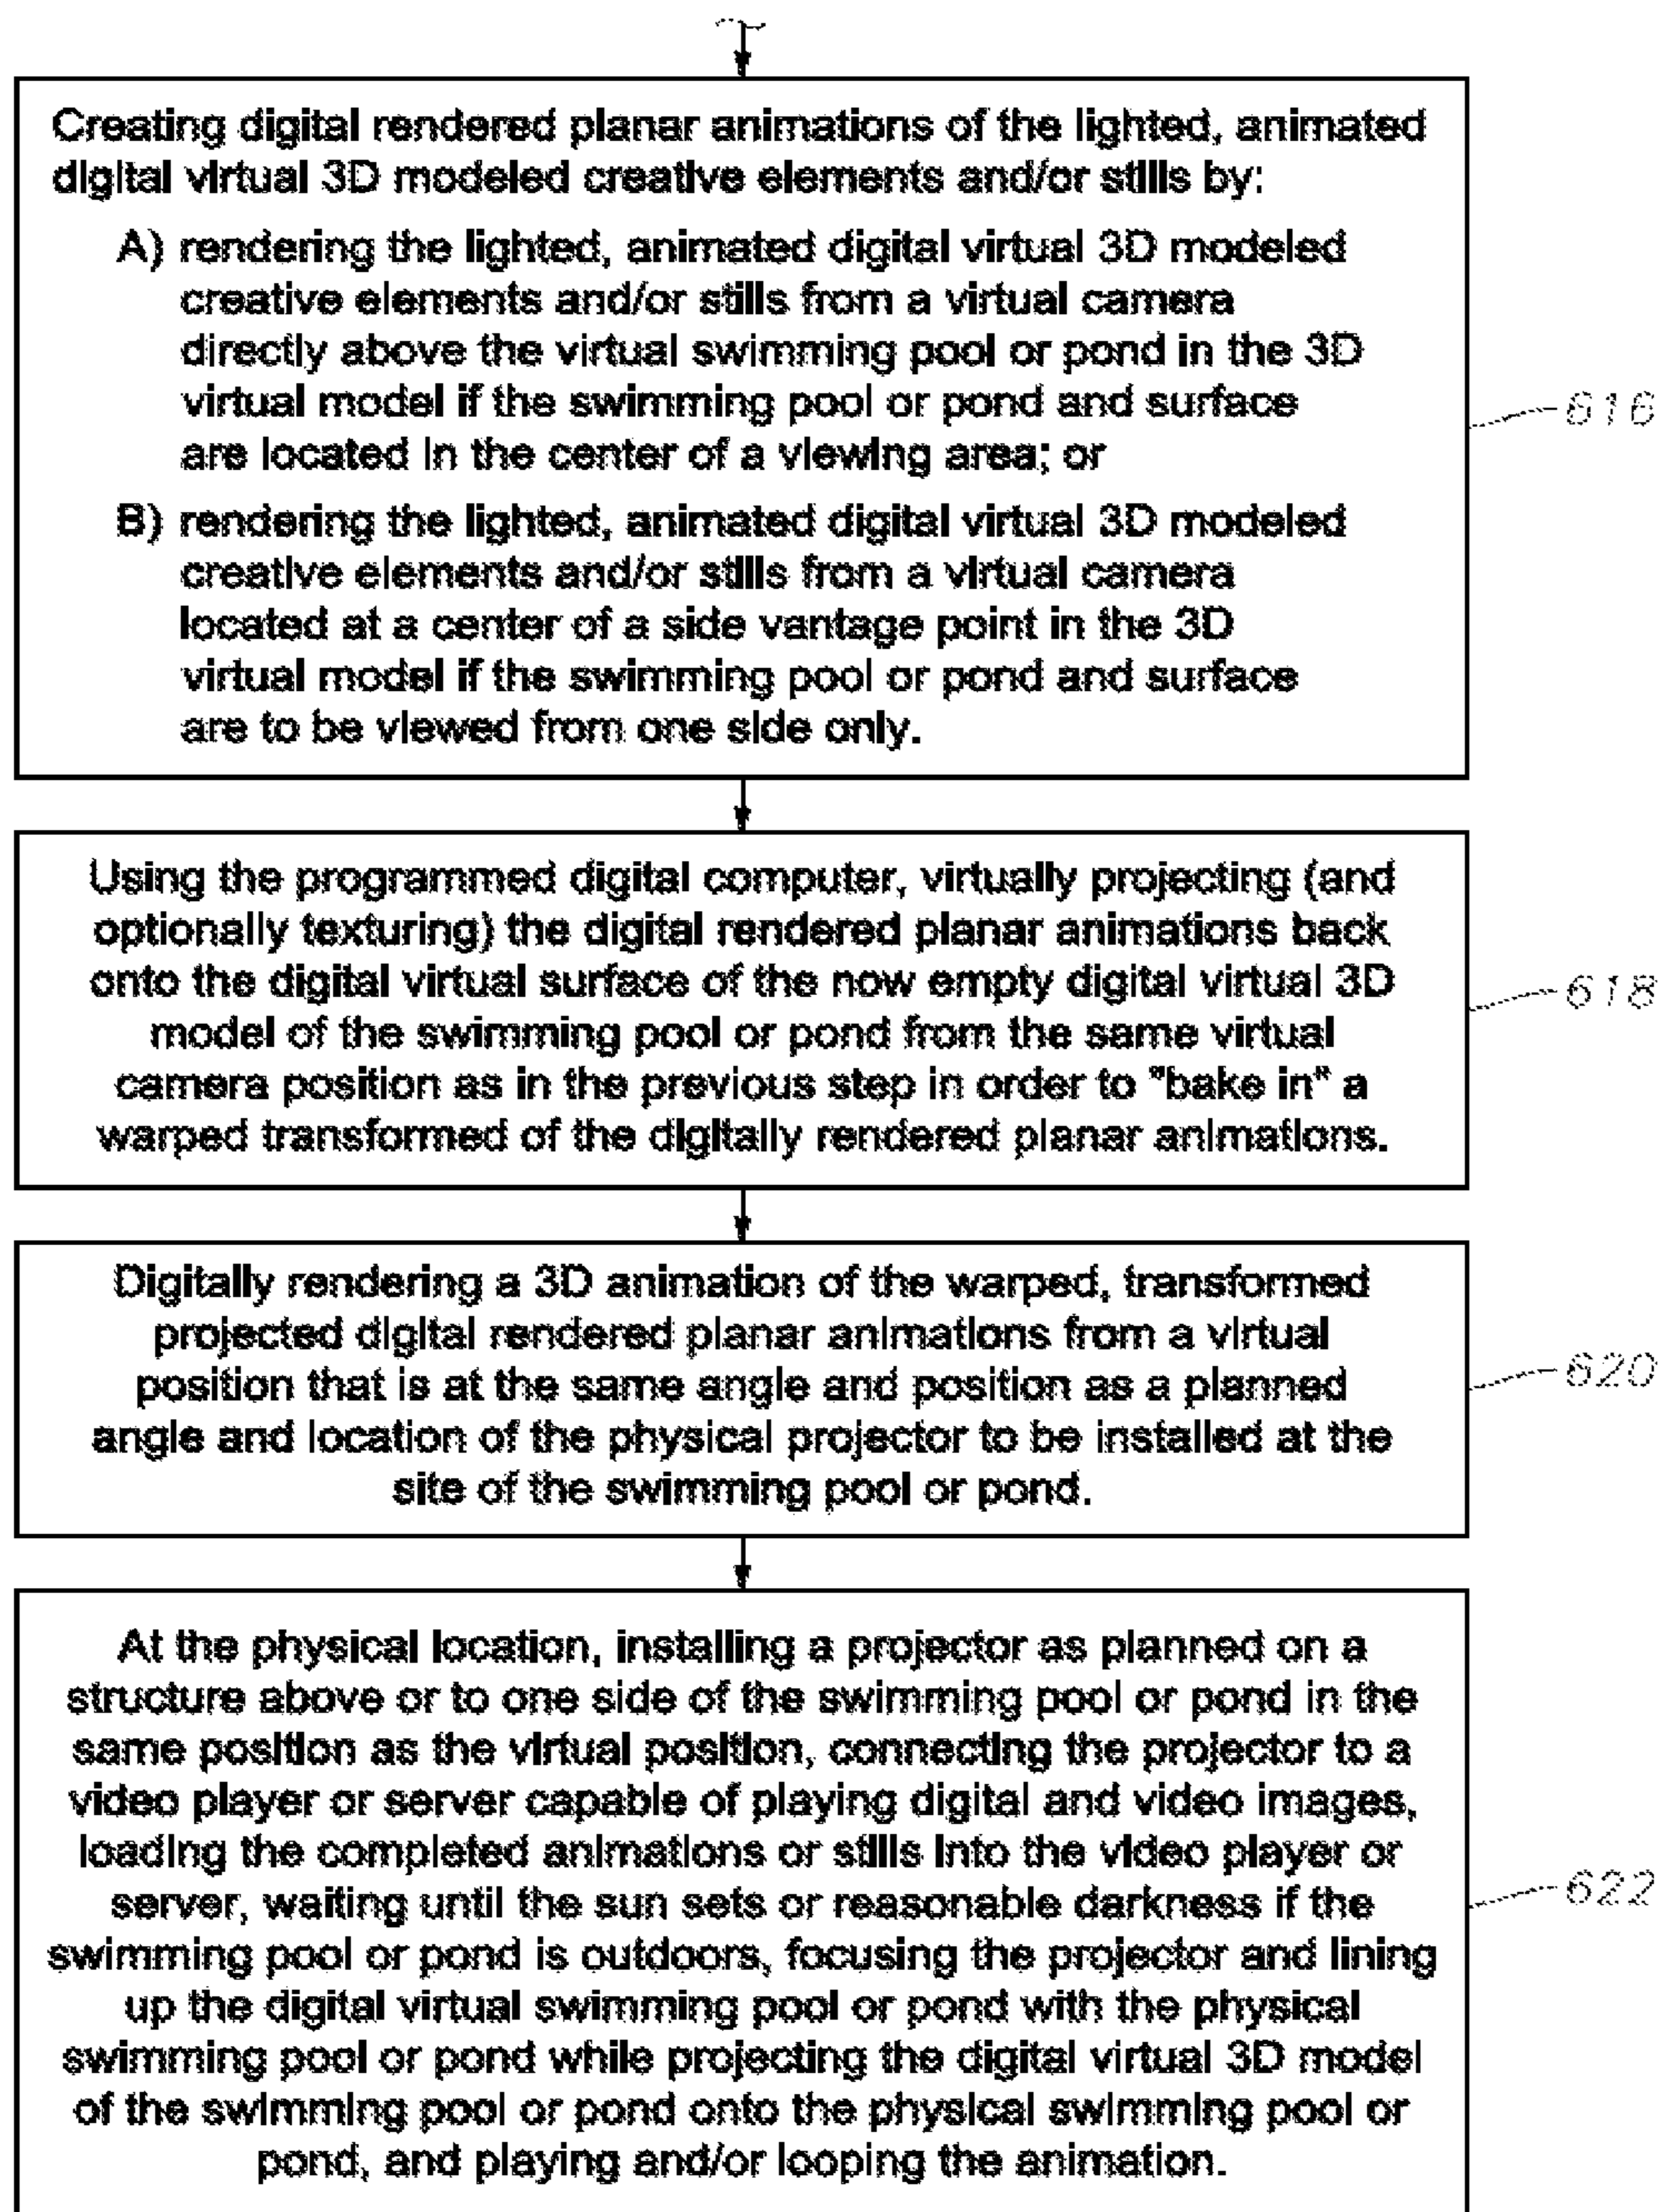 Creating digital rendered planar animations of the lighted, animated
digital virtual 3D modeled creative elements and/or stills by:
A) rendering the lighted, animated digital virtual 3D modeled
creative elements and/or stills from a virtual camera
directly above the virtual swimming pool or pond in the 3D
virtual model if the swimming pool or pond and surface
are located in the center of a viewing area; or
B) rendering the lighted, animated digital virtual 3D modeled
creative elements and/or stills from a virtual camera
located at a center of a side vantage point in the 3D
virtual model if the swimming pool or pond and surface
are to be viewed from one side only.
616
Using the programmed digital computer, virtually projecting (and
optionally texturing) the digital rendered planar animations back
onto the digital virtual surface of the now empty digital virtual 3D
model of the swimming pool or pond from the same virtual
camera position as in the previous step in order to "bake in" a
warped transformed of the digitally rendered planar animations.
618
Digitally rendering a 3D animation of the warped, transformed
projected digital rendered planar animations from a virtual
position that is at the same angle and position as a planned
angle and location of the physical projector to be installed at the
site of the swimming pool or pond.
620
At the physical location, installing a projector as planned on a
structure above or to one side of the swimming pool or pond in the
same position as the virtual position, connecting the projector to a
video player or server capable of playing digital and video images,
loading the completed animations or stills into the video player or
server, waiting until the sun sets or reasonable darkness if the
swimming pool or pond is outdoors, focusing the projector and lining
up the digital virtual swimming pool or pond with the physical
swimming pool or pond while projecting the digital virtual 3D model
of the swimming pool or pond onto the physical swimming pool or
pond, and playing and/or looping the animation.
622